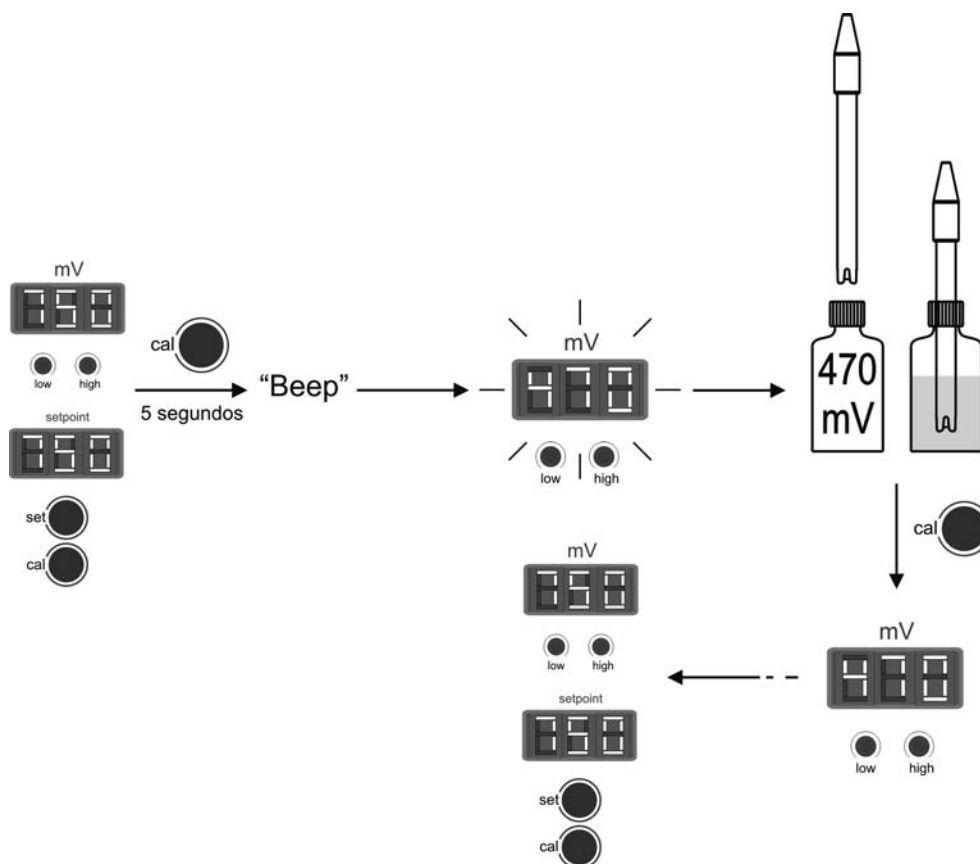 mV
low high
setpoint
set
cal
cal
5 segundos
“Beep”
mV
low high
470
mV
cal
mV
low high
mV
low high
setpoint
set
cal